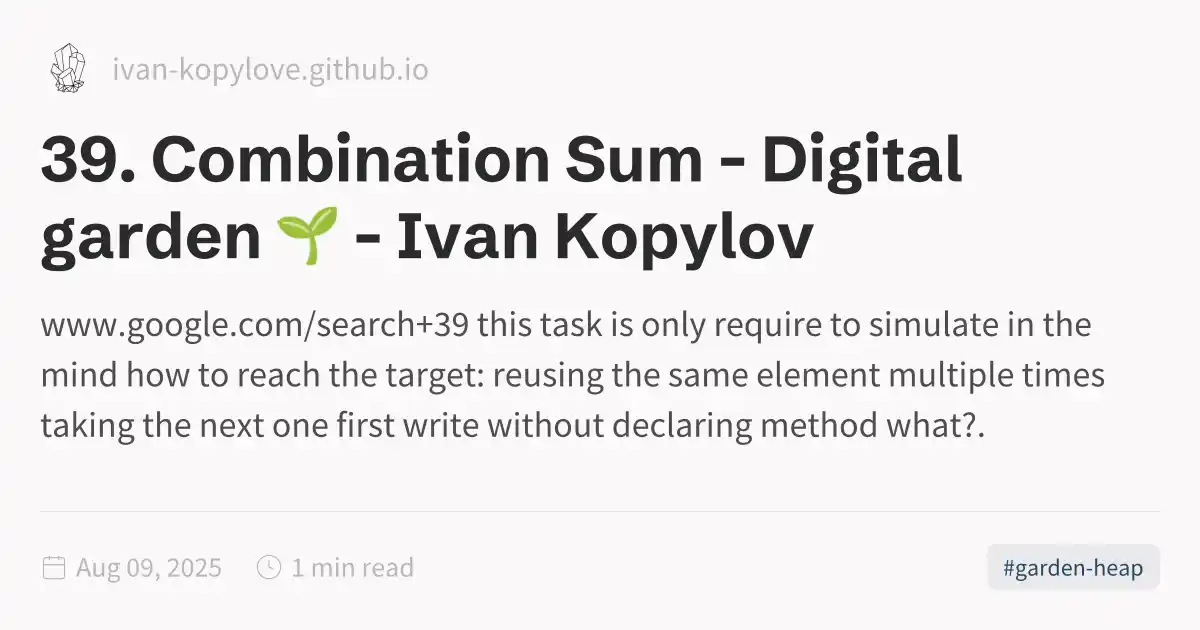 ivan-kopylove.github.io
39. Combination Sum - Digital
garden 🌱 - Ivan Kopylov
www.google.com/search+39 this task is only require to simulate in the
mind how to reach the target: reusing the same element multiple times
taking the next one first write without declaring method what?.
Aug 09, 2025 1 min read #garden-heap